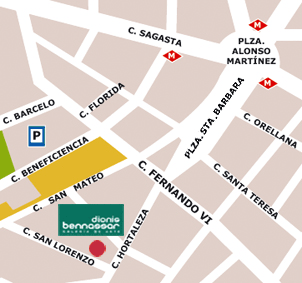 C. SAGASTA
M
M
PLZA.
ALONSO
MARTÍNEZ
M
C. BARCELO
C. FLORIDA
PLZA. STA. BARBARA
C. ORELLANA
P
C. BENEFICIENCIA
C. FERNANDO VI
C. SANTA TERESA
C. SAN MATEO
dionis
bennassar
galeria de arte
C. HORTALEZA
C. SAN LORENZO